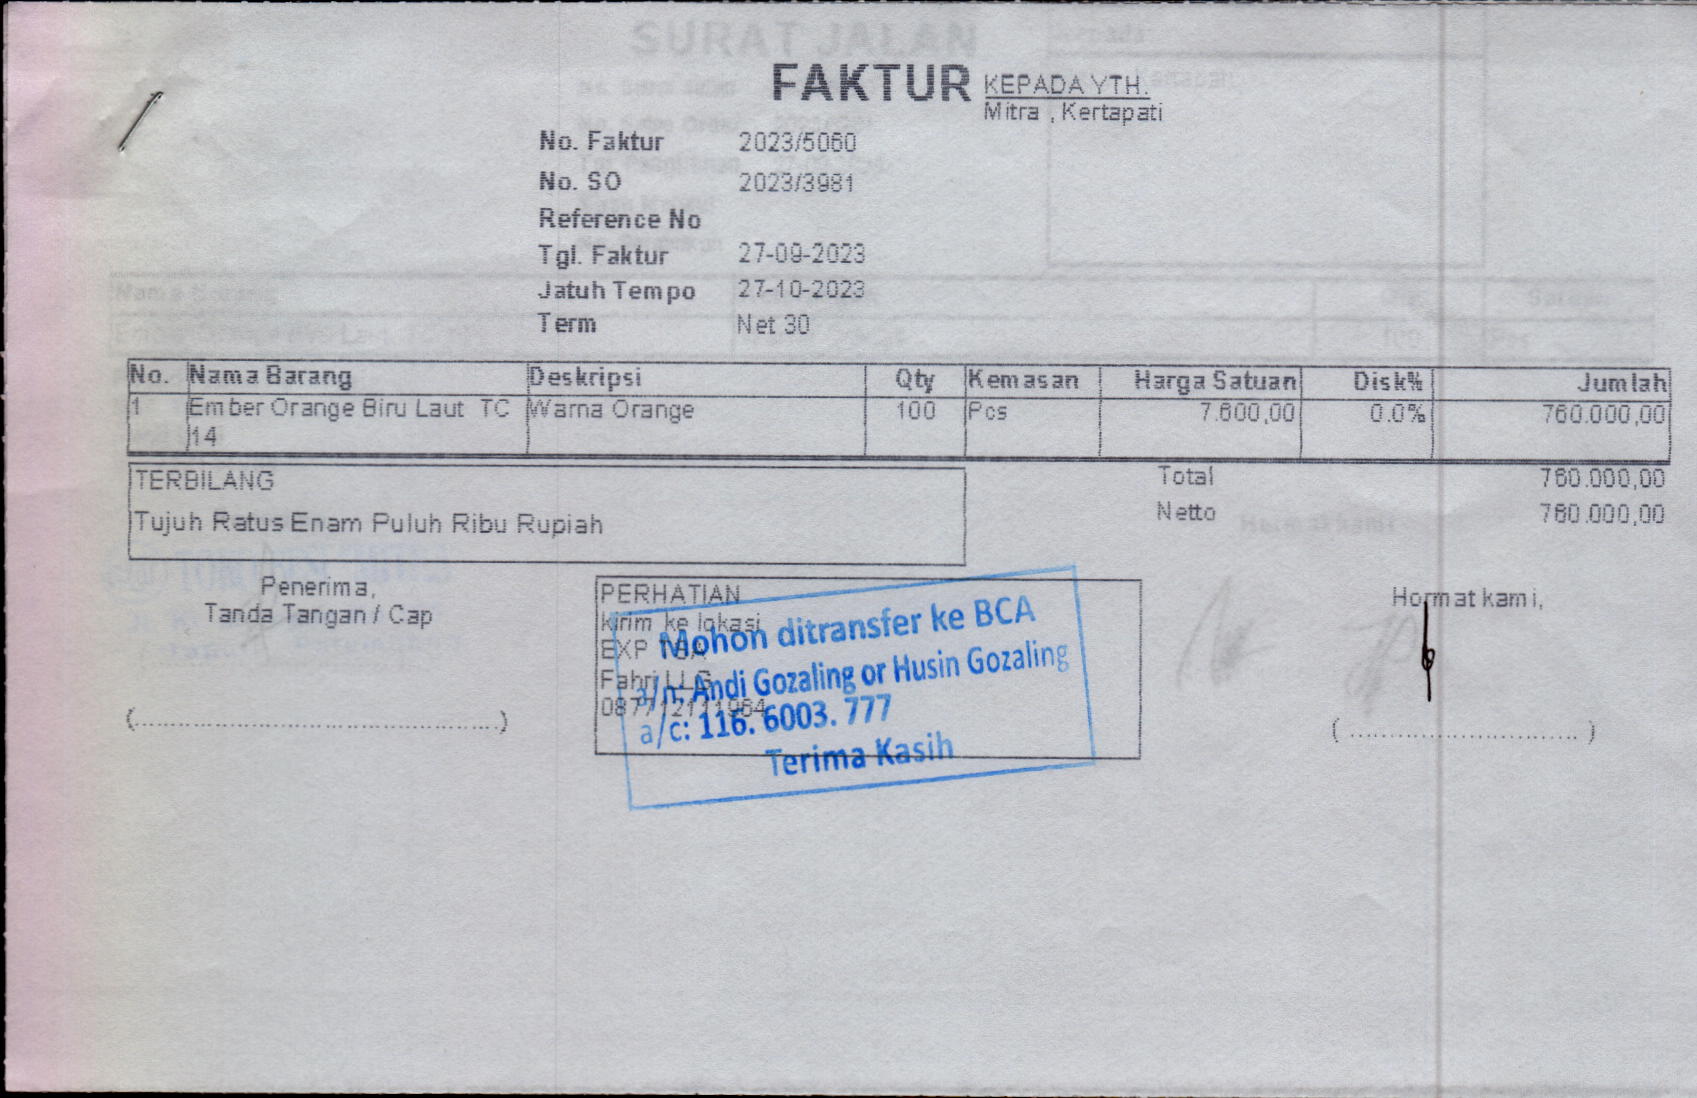 SURAT JALAN
FAKTUR
KEPADA YTH.
Mitra , Kertapati
No. Faktur 2023/5060
No. SO 2023/3981
Reference No
Tgl. Faktur 27-09-2023
Jatuh Tempo 27-10-2023
Term Net 30
No. Nama Barang Deskripsi Qty Kemasan Harga Satuan Disk% Jumlah
1 Ember Orange Biru Laut TC Warna Orange 100 Pcs 7.600,00 0.0% 760.000,00
14
TERBILANG
Tujuh Ratus Enam Puluh Ribu Rupiah
Total 760.000,00
Netto 760.000,00
Penerima,
Tanda Tangan / Cap
(..................................................)
PERHATIAN
kirim ke lokasi
EXP
Fahri LLG
Mohon ditransfer ke BCA
a/n: Andi Gozaling or Husin Gozaling
a/c: 116. 6003. 777
Terima Kasih
Hormat kami,
( ............................... )